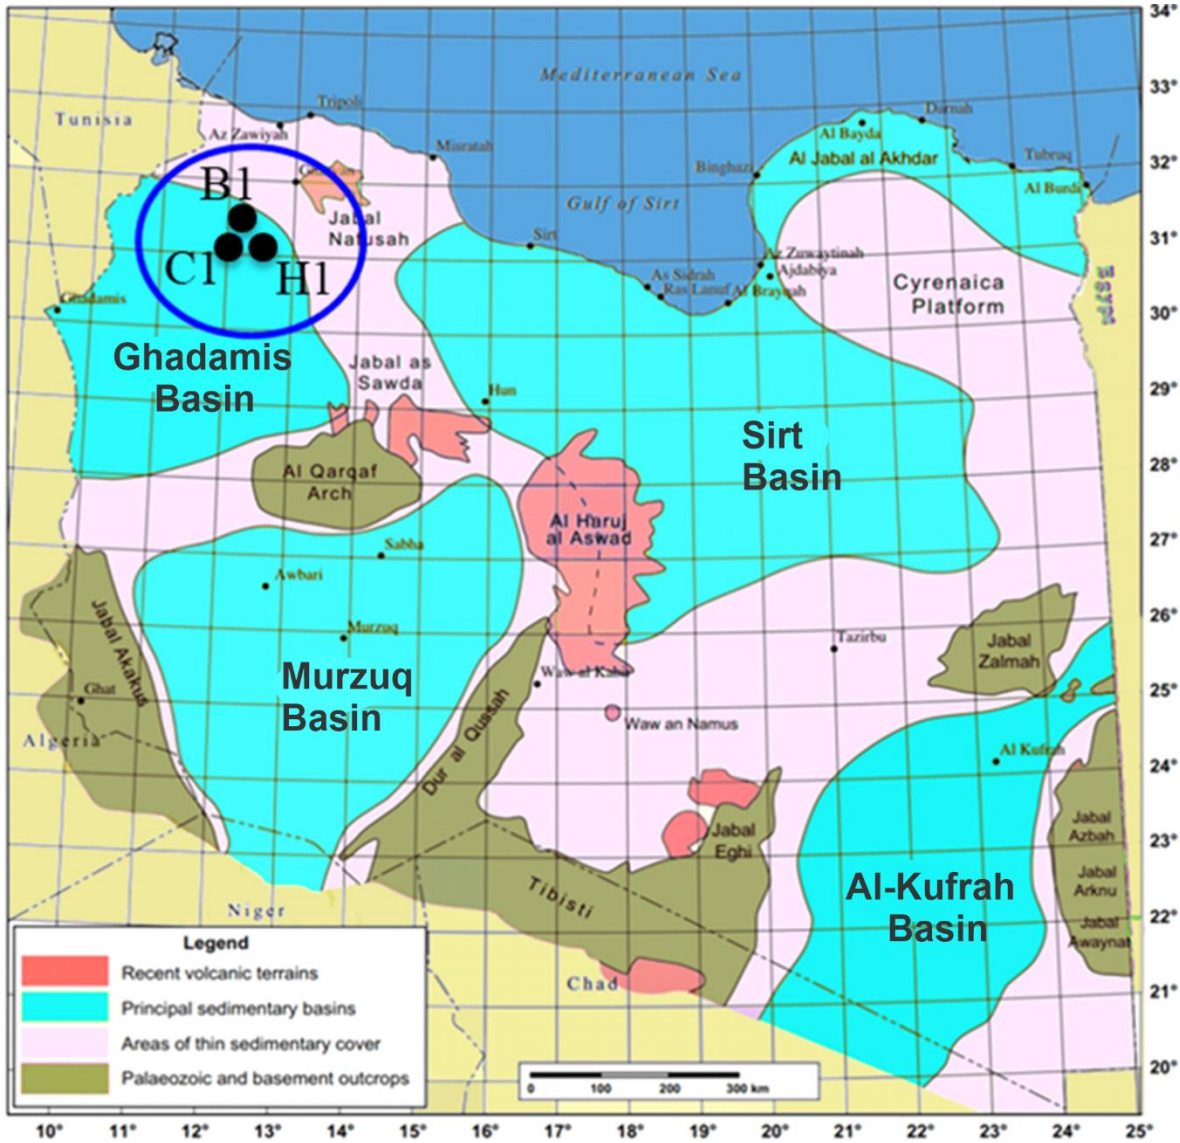 34°
Mediterranean Sea
33°
Tunisia
Tripoli
Az Zawiyah
Misratah
Darnah
Al Bayda
Al Jabal al Akhdar
Tubruq
32°
Binghazi
Al Burdi
B1
Jabal
Nafusah
Gulf of Sirt
31°
Sirt
C1
H1
Az Zuwaytinah
Ajdabiya
As Sidrah
Ras Lanuf
Al Brayqah
Cyrenaica
Platform
Egypt
Ghadamis
30°
Ghadamis
Basin
Jabal as
Sawda
Hun
29°
Sirt
Basin
Al Qarqaf
Arch
28°
Al Haruj
al Aswad
27°
Sabha
Awbari
Murzuq
26°
Jabal Akakus
Tazirbu
Jabal
Zalmah
Murzuq
Basin
Waw al Kabir
Ghat
25°
Waw an Namus
Dur al Qussah
Algeria
Al Kufrah
24°
Jabal
Eghi
Jabal
Azbah
23°
Tibisti
Jabal
Arknu
Al-Kufrah
Basin
Niger
22°
Jabal
Awaynat
Chad
21°
Legend
Recent volcanic terrains
Principal sedimentary basins
Areas of thin sedimentary cover
Palaeozoic and basement outcrops
20°
0 100 200 300 km
10° 11° 12° 13° 14° 15° 16° 17° 18° 19° 20° 21° 22° 23° 24° 25°